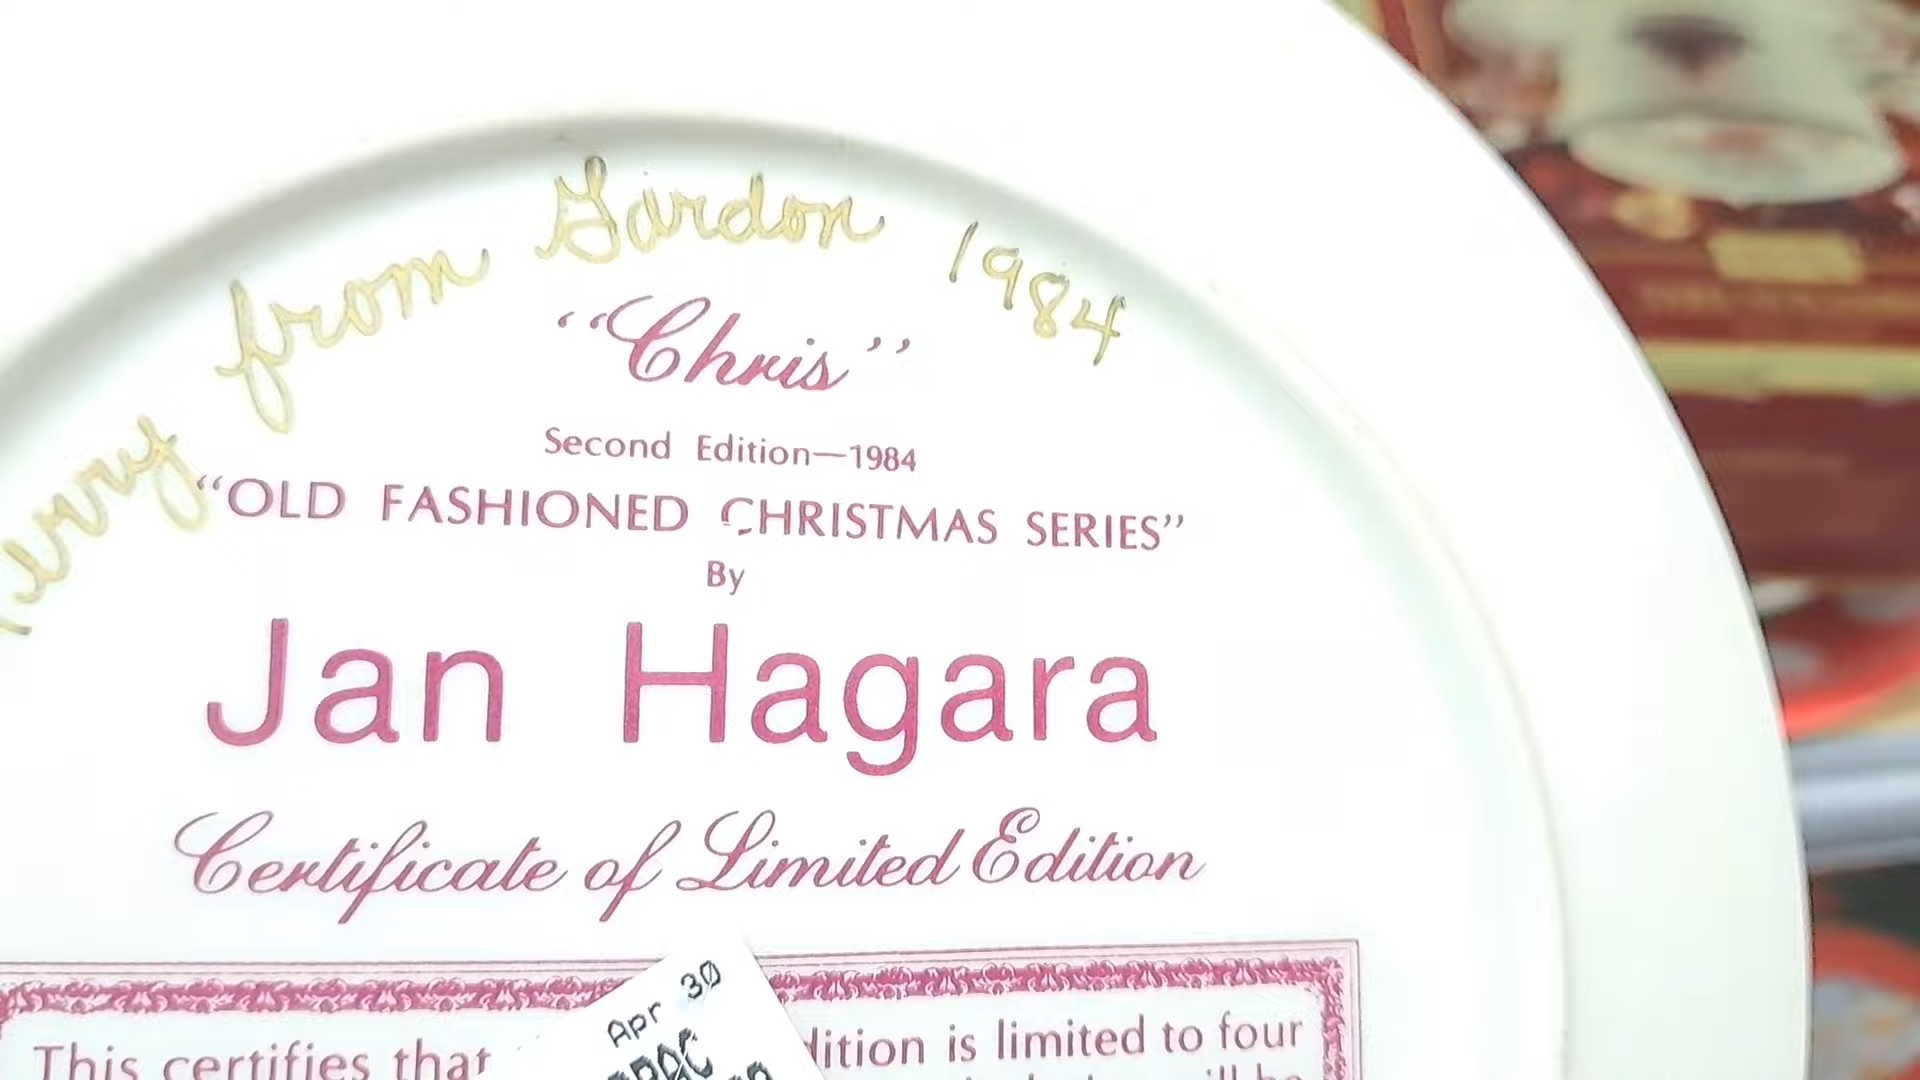 Terry from Gordon 1984
“Chris”
Second Edition—1984
“OLD FASHIONED CHRISTMAS SERIES”
By
Jan Hagara
Certificate of Limited Edition
This certifies that
dition is limited to four
Apr 30